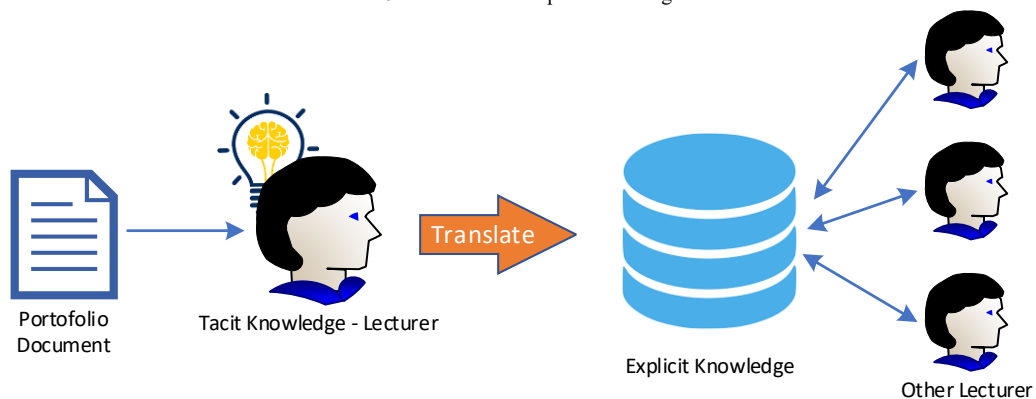 Translate
Portofolio
Document
Tacit Knowledge - Lecturer
Explicit Knowledge
Other Lecturer